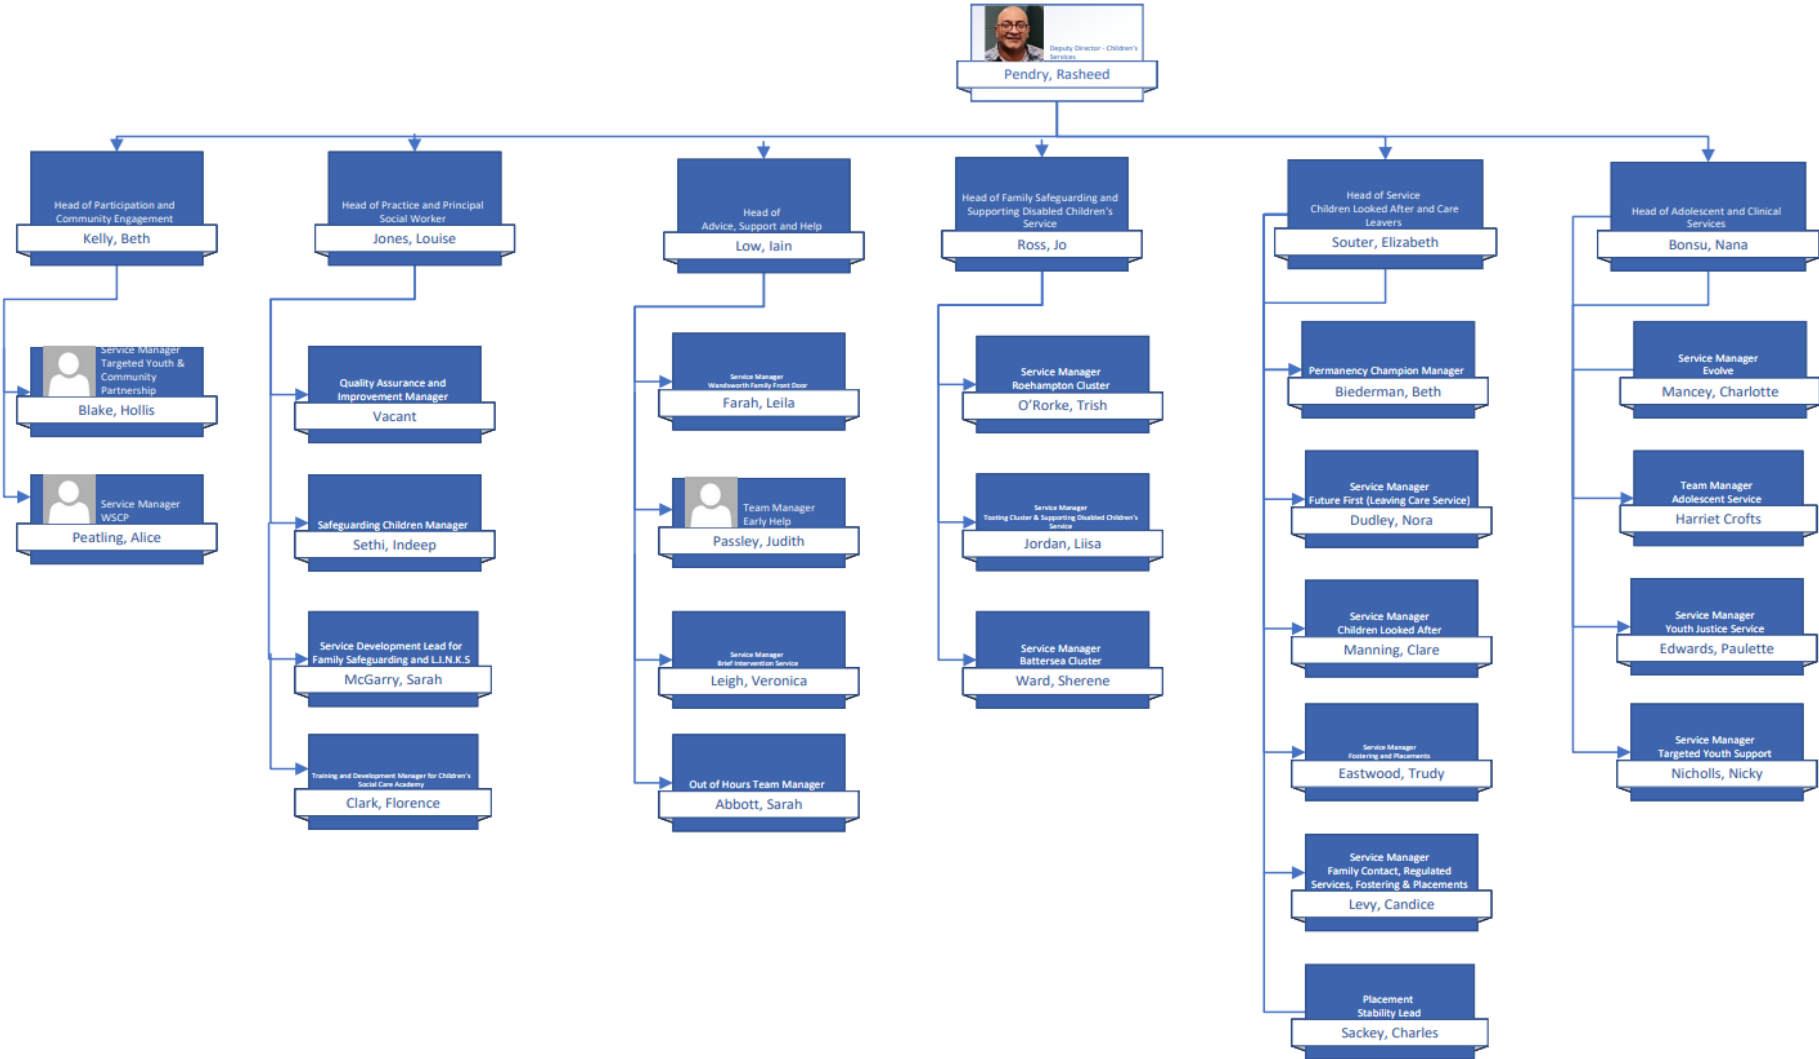 Deputy Director - Children's
Services
Pendry, Rasheed
Head of Participation and
Community Engagement
Kelly, Beth
Head of Practice and Principal
Social Worker
Jones, Louise
Head of
Advice, Support and Help
Low, Iain
Head of Family Safeguarding and
Supporting Disabled Children's
Service
Ross, Jo
Head of Service
Children Looked After and Care
Leavers
Souter, Elizabeth
Head of Adolescent and Clinical
Services
Bonsu, Nana
Service Manager
Targeted Youth &
Community
Partnership
Blake, Hollis
Service Manager
WSCP
Peatling, Alice
Quality Assurance and
Improvement Manager
Vacant
Safeguarding Children Manager
Sethi, Indeep
Service Development Lead for
Family Safeguarding and L.I.N.K.S
McGarry, Sarah
Training and Development Manager for Children's
Social Care Academy
Clark, Florence
Service Manager
Wandsworth Family Front Door
Farah, Leila
Team Manager
Early Help
Passley, Judith
Service Manager
Brief Intervention Service
Leigh, Veronica
Out of Hours Team Manager
Abbott, Sarah
Service Manager
Roehampton Cluster
O'Rorke, Trish
Service Manager
Tooting Cluster & Supporting Disabled Children's
Service
Jordan, Liisa
Service Manager
Battersea Cluster
Ward, Sherene
Permanency Champion Manager
Biederman, Beth
Service Manager
Future First (Leaving Care Service)
Dudley, Nora
Service Manager
Children Looked After
Manning, Clare
Service Manager
Fostering and Placements
Eastwood, Trudy
Service Manager
Family Contact, Regulated
Services, Fostering & Placements
Levy, Candice
Placement
Stability Lead
Sackey, Charles
Service Manager
Evolve
Mancey, Charlotte
Team Manager
Adolescent Service
Harriet Crofts
Service Manager
Youth Justice Service
Edwards, Paulette
Service Manager
Targeted Youth Support
Nicholls, Nicky